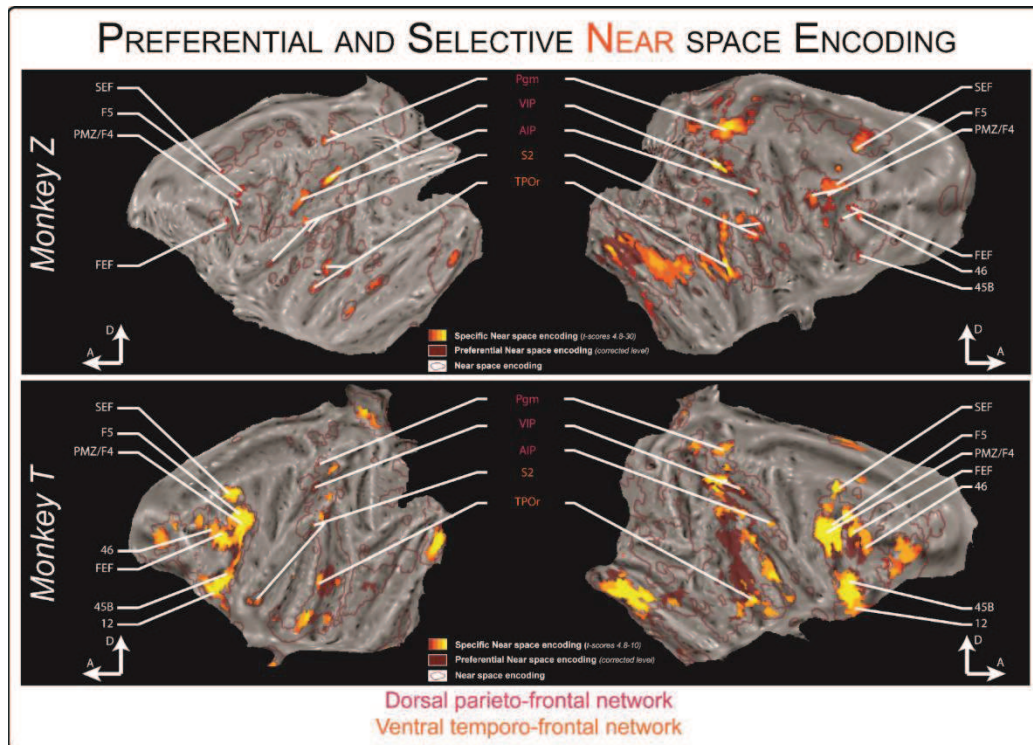 PREFERENTIAL AND SELECTIVE NEAR SPACE ENCODING
Monkey Z
SEF
F5
PMZ/F4
FEF
Pgm
VIP
AIP
S2
TPOr
SEF
F5
PMZ/F4
FEF
46
45B
D
A
Specific Near space encoding (t-scores 4.8-30)
Preferential Near space encoding (corrected level)
Near space encoding
D
A
Monkey T
SEF
F5
PMZ/F4
46
FEF
45B
12
Pgm
VIP
AIP
S2
TPOr
SEF
F5
PMZ/F4
FEF
46
45B
12
D
A
Specific Near space encoding (t-scores 4.8-10)
Preferential Near space encoding (corrected level)
Near space encoding
D
A
Dorsal parieto-frontal network
Ventral temporo-frontal network